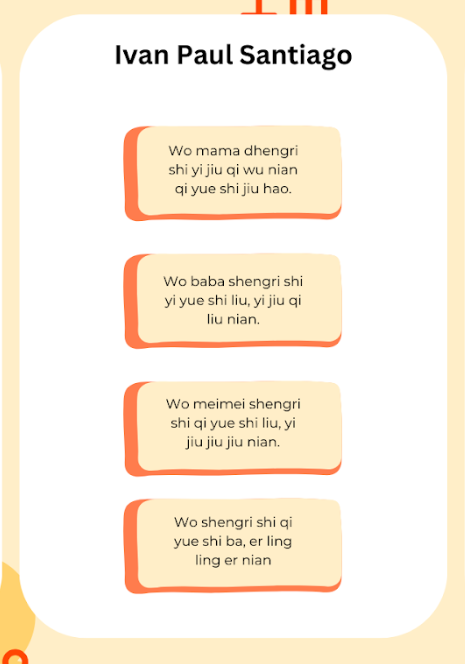 Ivan Paul Santiago
Wo mama dhengri
shi yi jiu qi wu nian
qi yue shi jiu hao.
Wo baba shengri shi
yi yue shi liu, yi jiu qi
liu nian.
Wo meimei shengri
shi qi yue shi liu, yi
jiu jiu jiu nian.
Wo shengri shi qi
yue shi ba, er ling
ling er nian